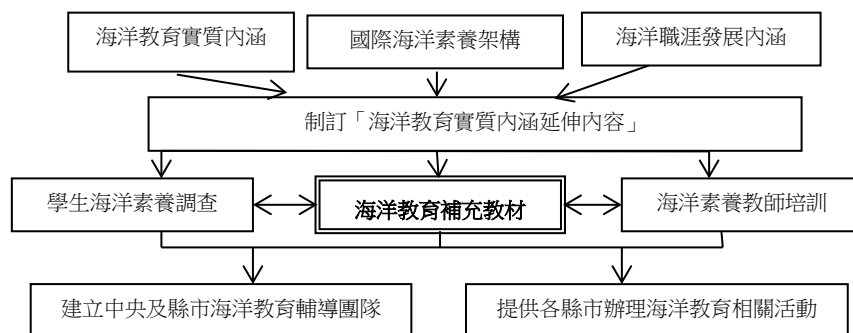 海洋教育實質內涵
國際海洋素養架構
海洋職涯發展內涵
制訂「海洋教育實質內涵延伸內容」
學生海洋素養調查
海洋教育補充教材
海洋素養教師培訓
建立中央及縣市海洋教育輔導團隊
提供各縣市辦理海洋教育相關活動